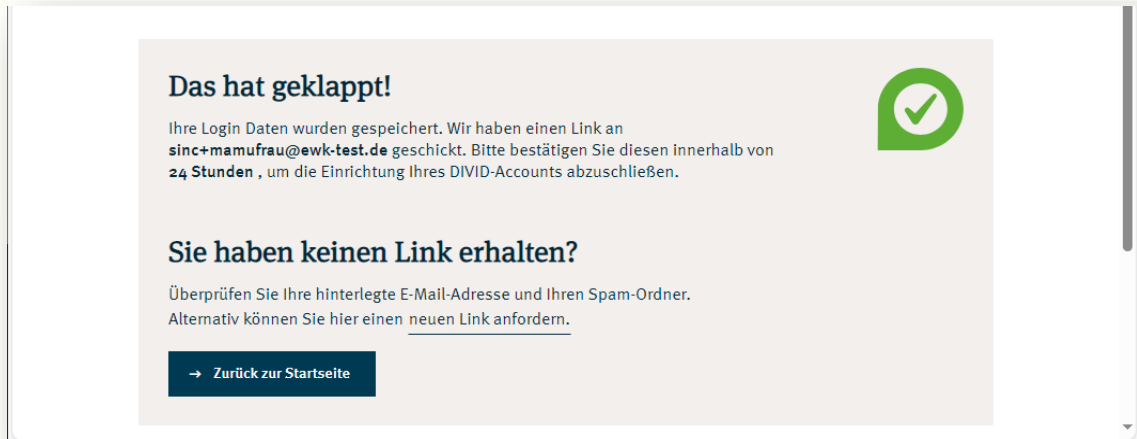 Das hat geklappt!
Ihre Login Daten wurden gespeichert. Wir haben einen Link an
sinc+mamufrau@ewk-test.de geschickt. Bitte bestätigen Sie diesen innerhalb von
24 Stunden , um die Einrichtung Ihres DIVID-Accounts abzuschließen.
Sie haben keinen Link erhalten?
Überprüfen Sie Ihre hinterlegte E-Mail-Adresse und Ihren Spam-Ordner.
Alternativ können Sie hier einen neuen Link anfordern.
→ Zurück zur Startseite